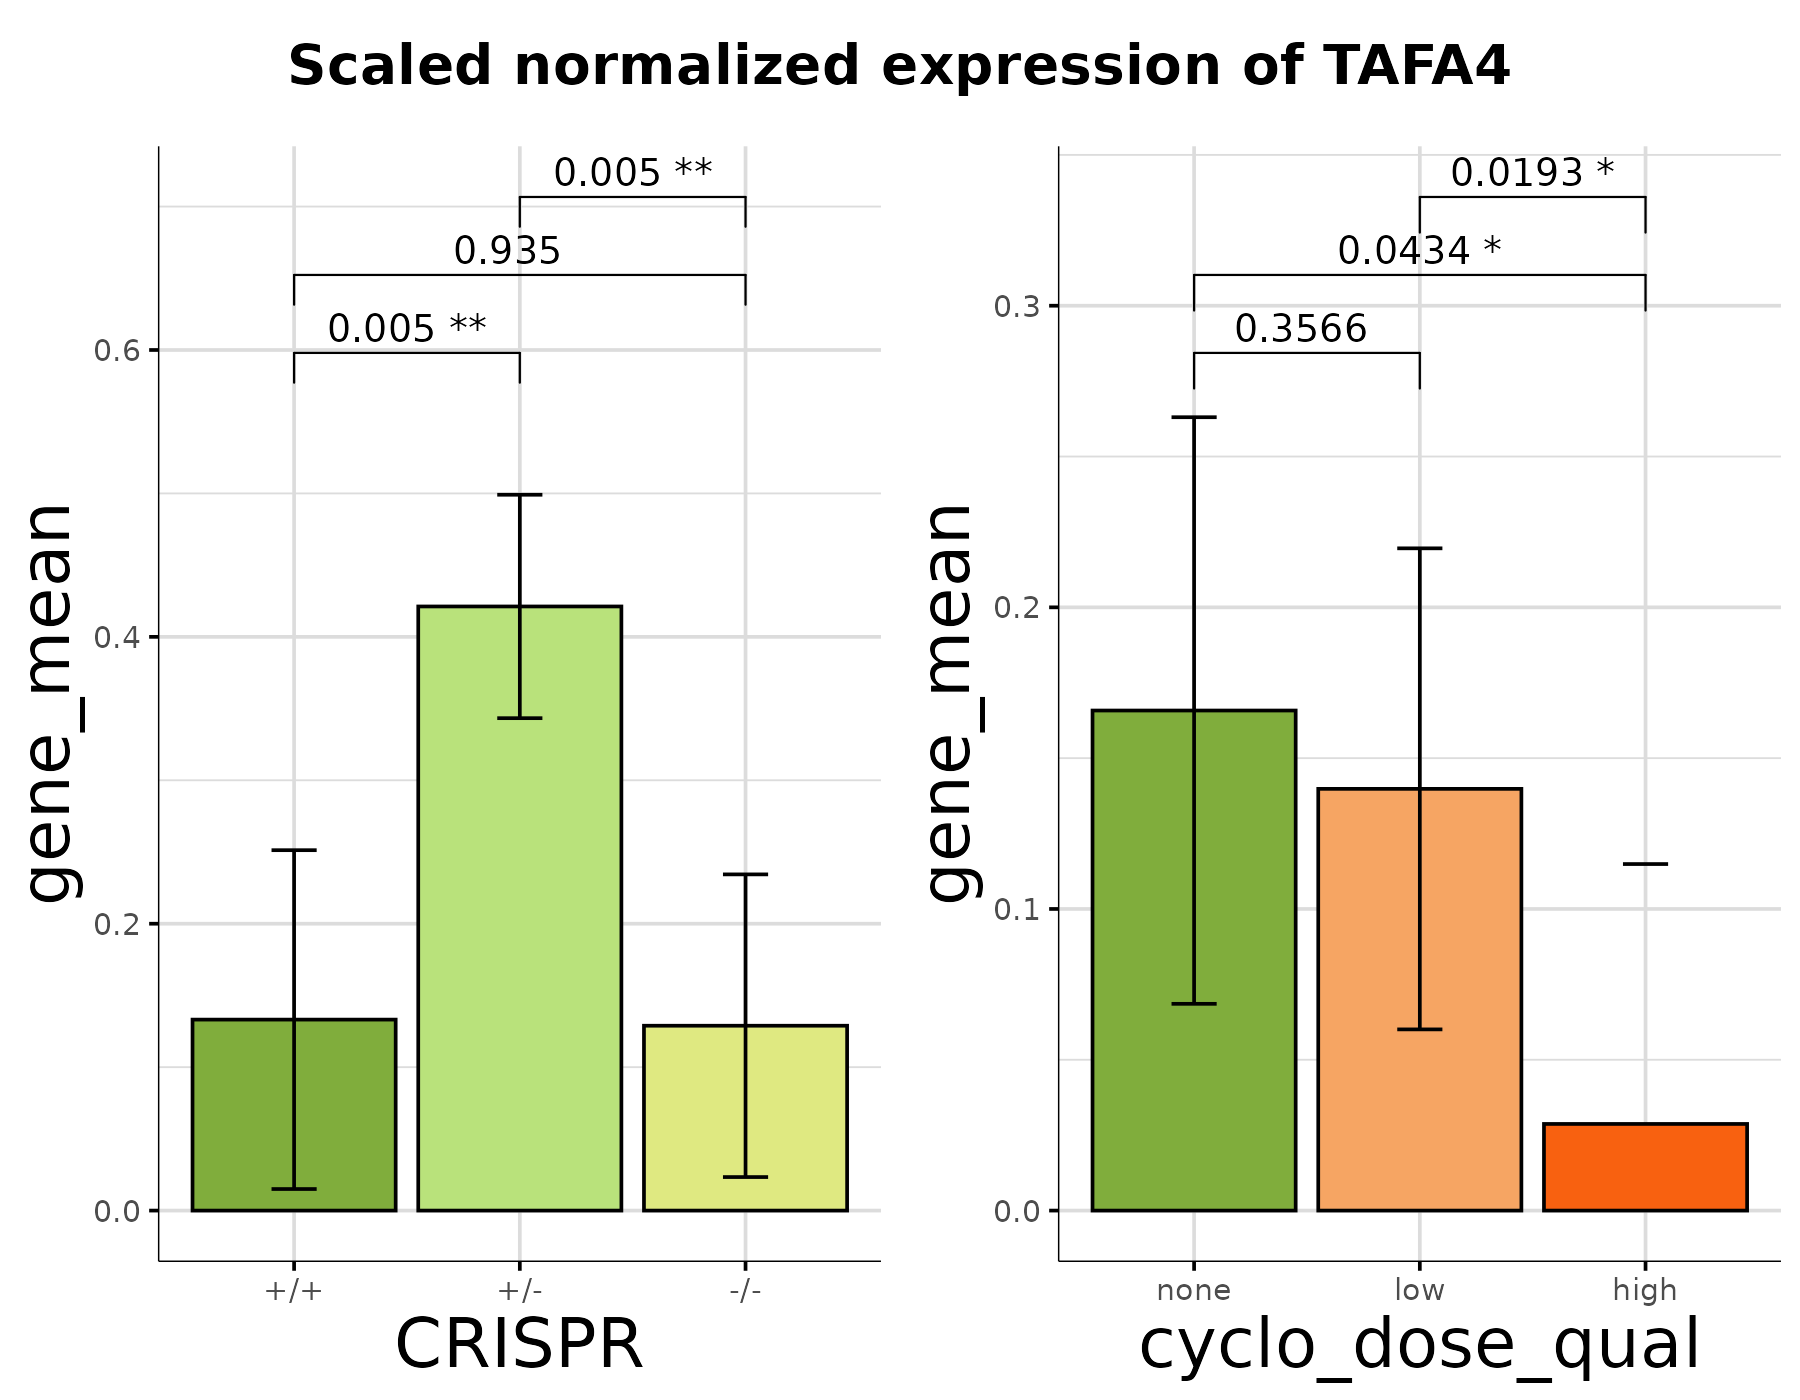 Scaled normalized expression of TAFA4
gene_mean
0.6
0.4
0.2
0.0
0.005 **
0.935
0.005 **
+/+ +/- -/-
CRISPR
gene_mean
0.3
0.2
0.1
0.0
0.0193 *
0.0434 *
0.3566
none low high
cyclo_dose_qual